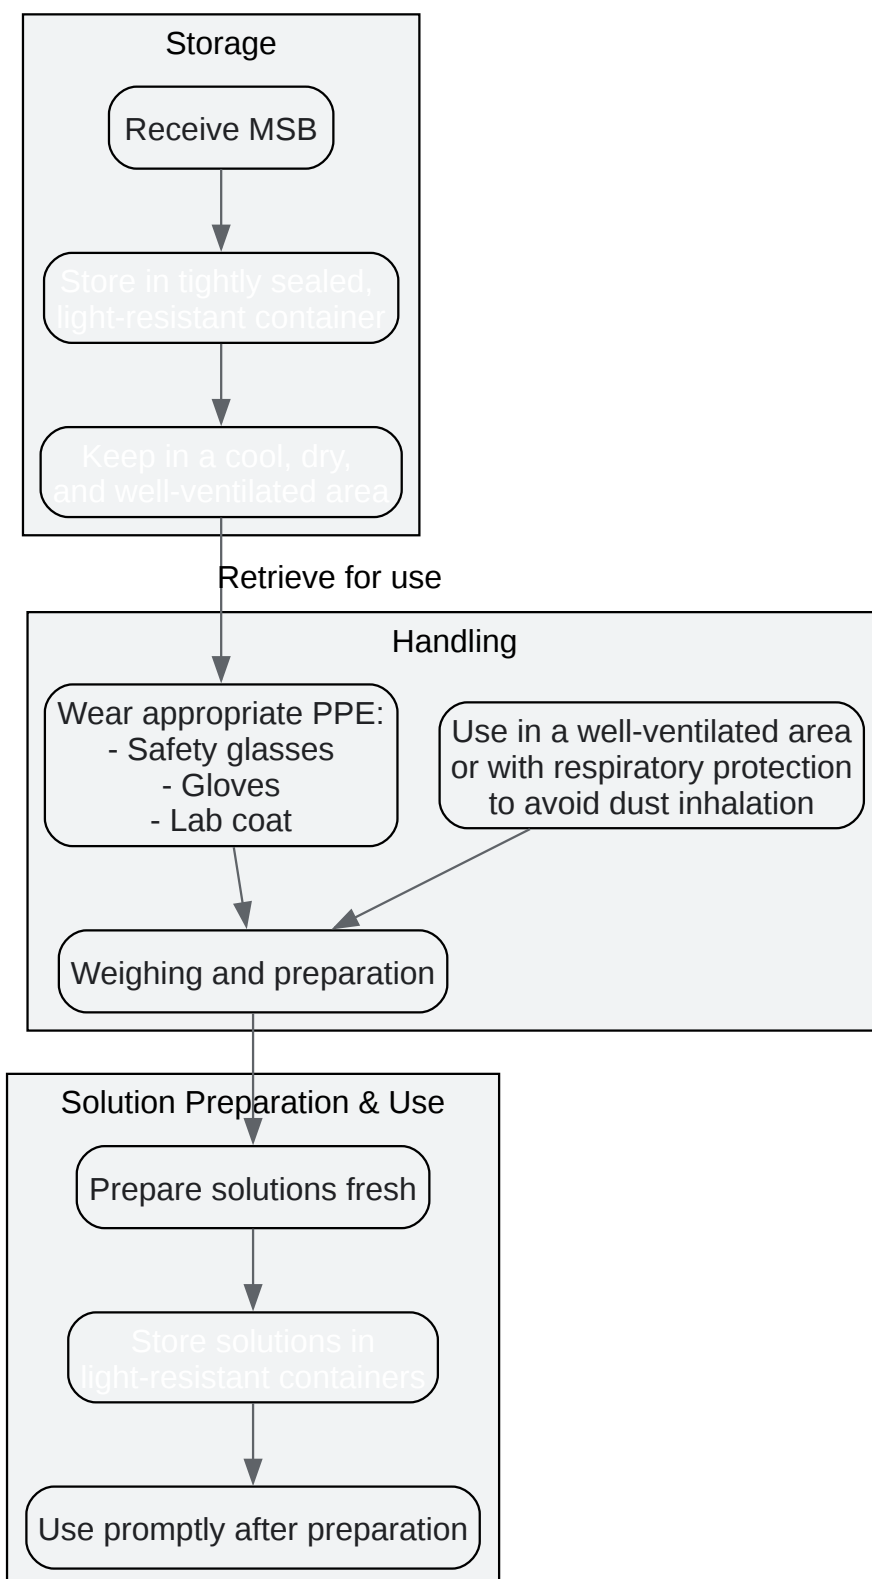 Storage
Receive MSB
Store in tightly sealed,
light-resistant container
Keep in a cool, dry,
and well-ventilated area
Retrieve for use
Handling
Wear appropriate PPE:
- Safety glasses
- Gloves
- Lab coat
Use in a well-ventilated area
or with respiratory protection
to avoid dust inhalation
Weighing and preparation
Solution Preparation & Use
Prepare solutions fresh
Store solutions in
light-resistant containers
Use promptly after preparation